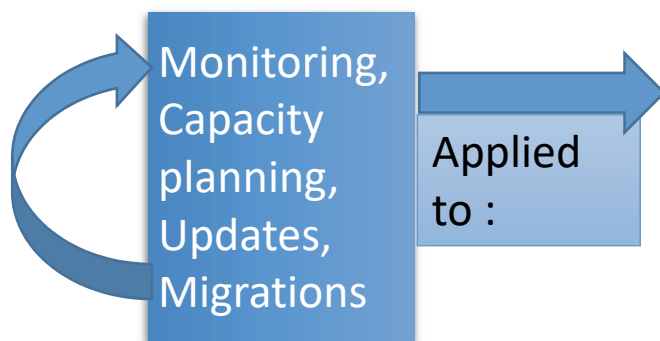 Monitoring,
Capacity
planning,
Updates,
Migrations
Applied
to :